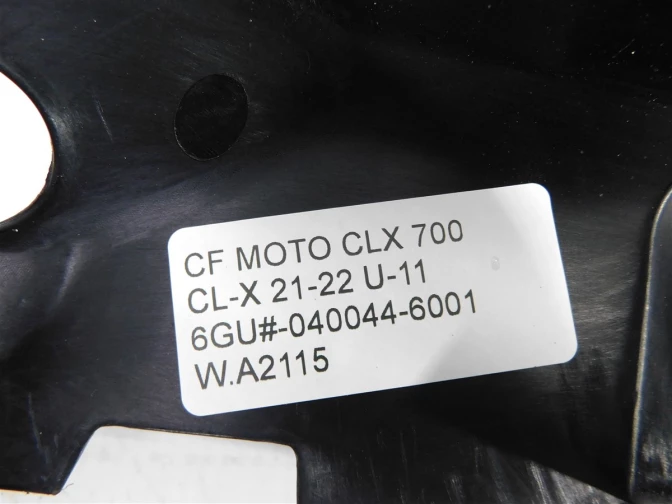 CF MOTO CLX 700
CL-X 21-22 U-11
6GU#-040044-6001
W.A2115